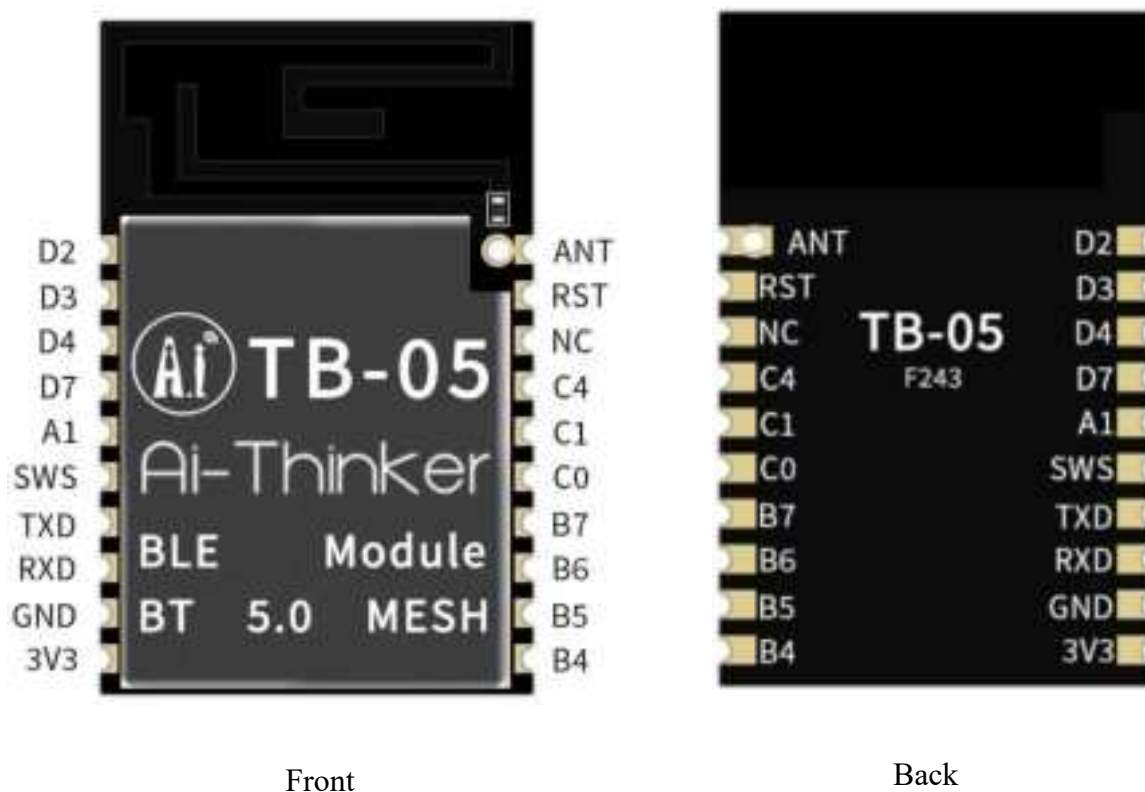 D2
D3
D4
D7
A1
SWS
TXD
RXD
GND
3V3
Ai TB-05
Ai-Thinker
BLE Module
BT 5.0 MESH
ANT
RST
NC
C4
C1
C0
B7
B6
B5
B4
Front
ANT
RST
NC
C4
C1
C0
B7
B6
B5
B4
TB-05
F243
D2
D3
D4
D7
A1
SWS
TXD
RXD
GND
3V3
Back